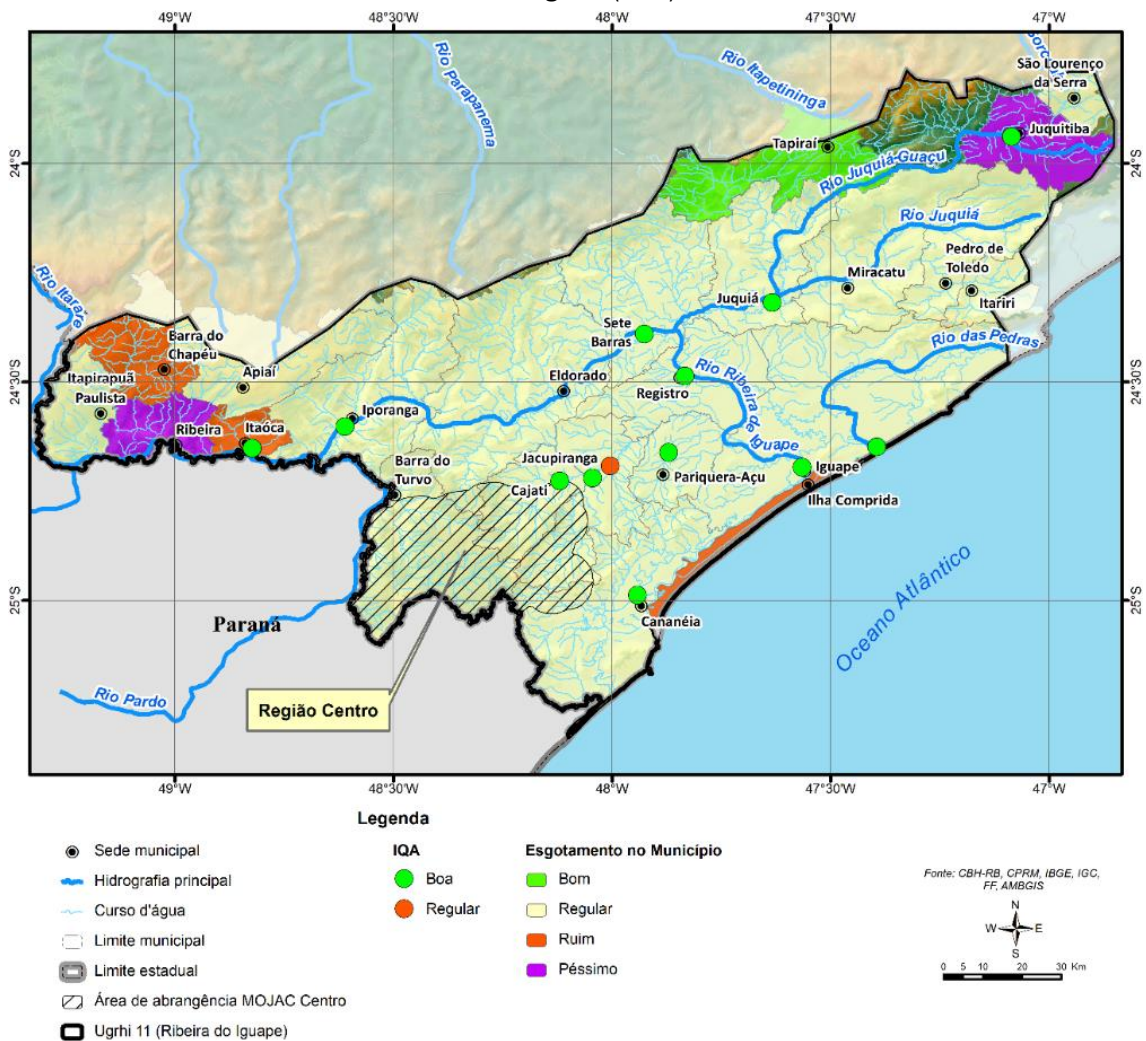 49°W
48°30'W
48°W
47°30'W
47°W
Rio Parapanema
Rio Itapetininga
São Lourenço
da Serra
Juquitiba
24°S
24°S
Tapiraí
Rio Juquiá-Guaçu
Rio Juquiá
Pedro de
Toledo
Miracatu
Itariri
Rio Itararé
Juquiá
Sete
Barras
Rio das Pedras
Barra do
Chapéu
Apiaí
24°30'S
24°30'S
Itapirapuã
Paulista
Eldorado
Registro
Rio Ribeira de Iguape
Iporanga
Ribeira
Itaóca
Barra do
Turvo
Jacupiranga
Cajati
Pariquera-Açu
Iguape
Ilha Comprida
25°S
25°S
Cananéia
Oceano Atlântico
Paraná
Rio Pardo
Região Centro
49°W
48°30'W
48°W
47°30'W
47°W
Legenda
Sede municipal
Hidrografia principal
Curso d'água
Limite municipal
Limite estadual
Área de abrangência MOJAC Centro
Ugrhi 11 (Ribeira do Iguape)
IQA
Boa
Regular
Esgotamento no Município
Bom
Regular
Ruim
Péssimo
Fonte: CBH-RB, CPRM, IBGE, IGC,
FF, AMBGIS
N
W E
S
0 5 10 20 30 Km